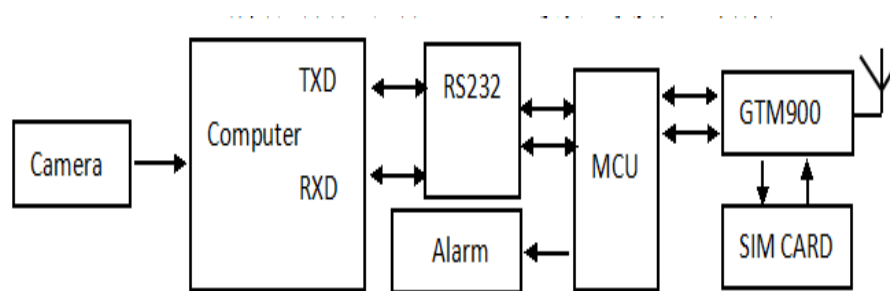 Camera
Computer
TXD
RXD
RS232
Alarm
MCU
GTM900
SIM CARD